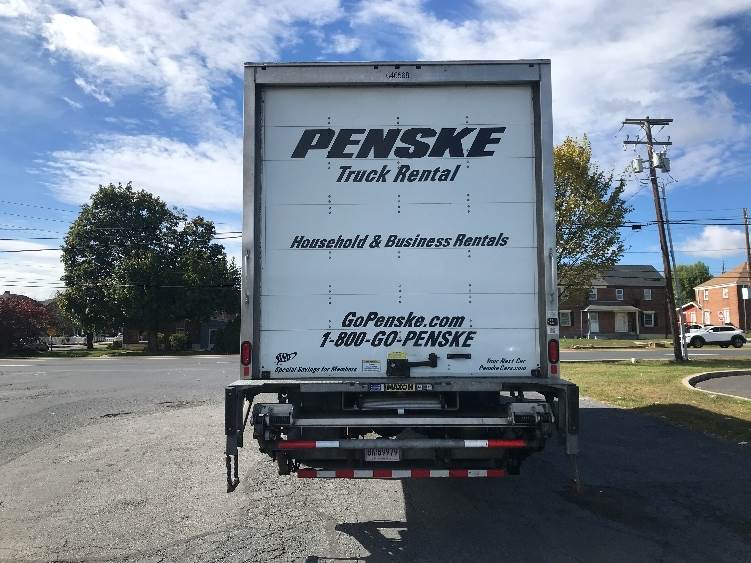 PENSKE
Truck Rental
Household & Business Rentals
GoPenske.com
1-800-GO-PENSKE
AAA
Special Savings for Members
Your Next Car
PenskeCars.com
MAXON